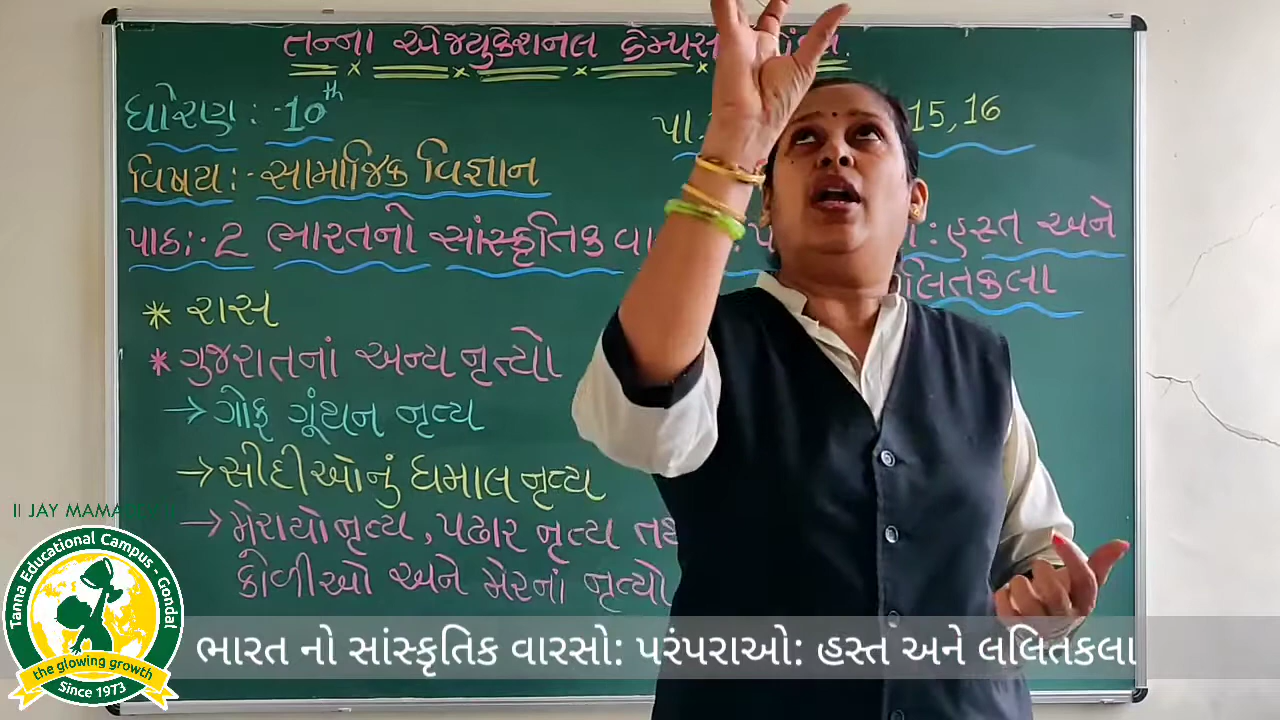 તન્ના એજ્યુકેશનલ કેમ્પસ
ધોરણ :- 10th
પા. 15, 16
વિષય :- સામાજિક વિજ્ઞાન
પાઠ :- 2 ભારતનો સાંસ્કૃતિક : હસ્ત અને
લલિતકલા
* રાસ
* ગુજરાતનાં અન્ય નૃત્યો
→ ગોફ ગૂંથન નૃત્ય
→ સીદીઓનું ધમાલ નૃત્ય
→ મેરાયો નૃત્ય, પઢાર નૃત્ય
કોળીઓ અને મેરનાં નૃત્યો
II JAY
Tanna Educational Campus - Gondal
the glowing growth
Since 1973
ભારત નો સાંસ્કૃતિક વારસો: પરંપરાઓ: હસ્ત અને લલિતકલા